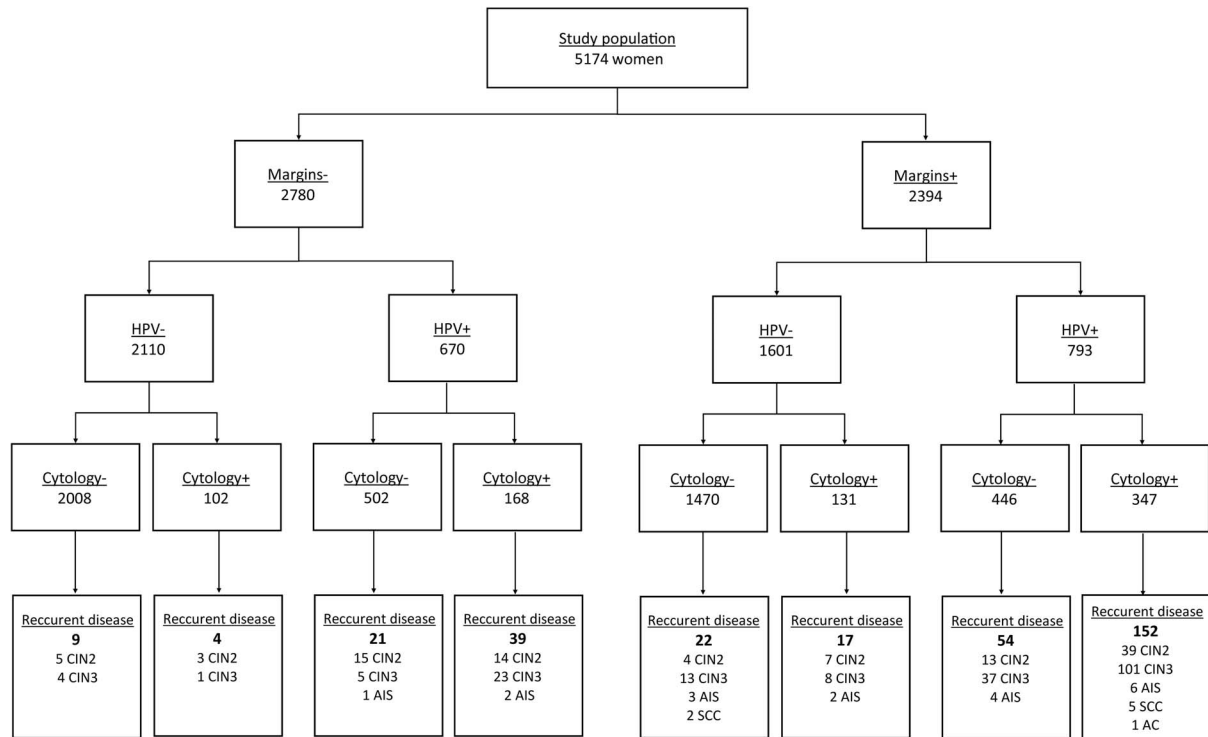 Study population
5174 women
Margins-
2780
Margins+
2394
HPV-
2110
HPV+
670
HPV-
1601
HPV+
793
Cytology-
2008
Cytology+
102
Cytology-
502
Cytology+
168
Cytology-
1470
Cytology+
131
Cytology-
446
Cytology+
347
Reccurent disease
9
5 CIN2
4 CIN3
Reccurent disease
4
3 CIN2
1 CIN3
Reccurent disease
21
15 CIN2
5 CIN3
1 AIS
Reccurent disease
39
14 CIN2
23 CIN3
2 AIS
Reccurent disease
22
4 CIN2
13 CIN3
3 AIS
2 SCC
Reccurent disease
17
7 CIN2
8 CIN3
2 AIS
Reccurent disease
54
13 CIN2
37 CIN3
4 AIS
Reccurent disease
152
39 CIN2
101 CIN3
6 AIS
5 SCC
1 AC